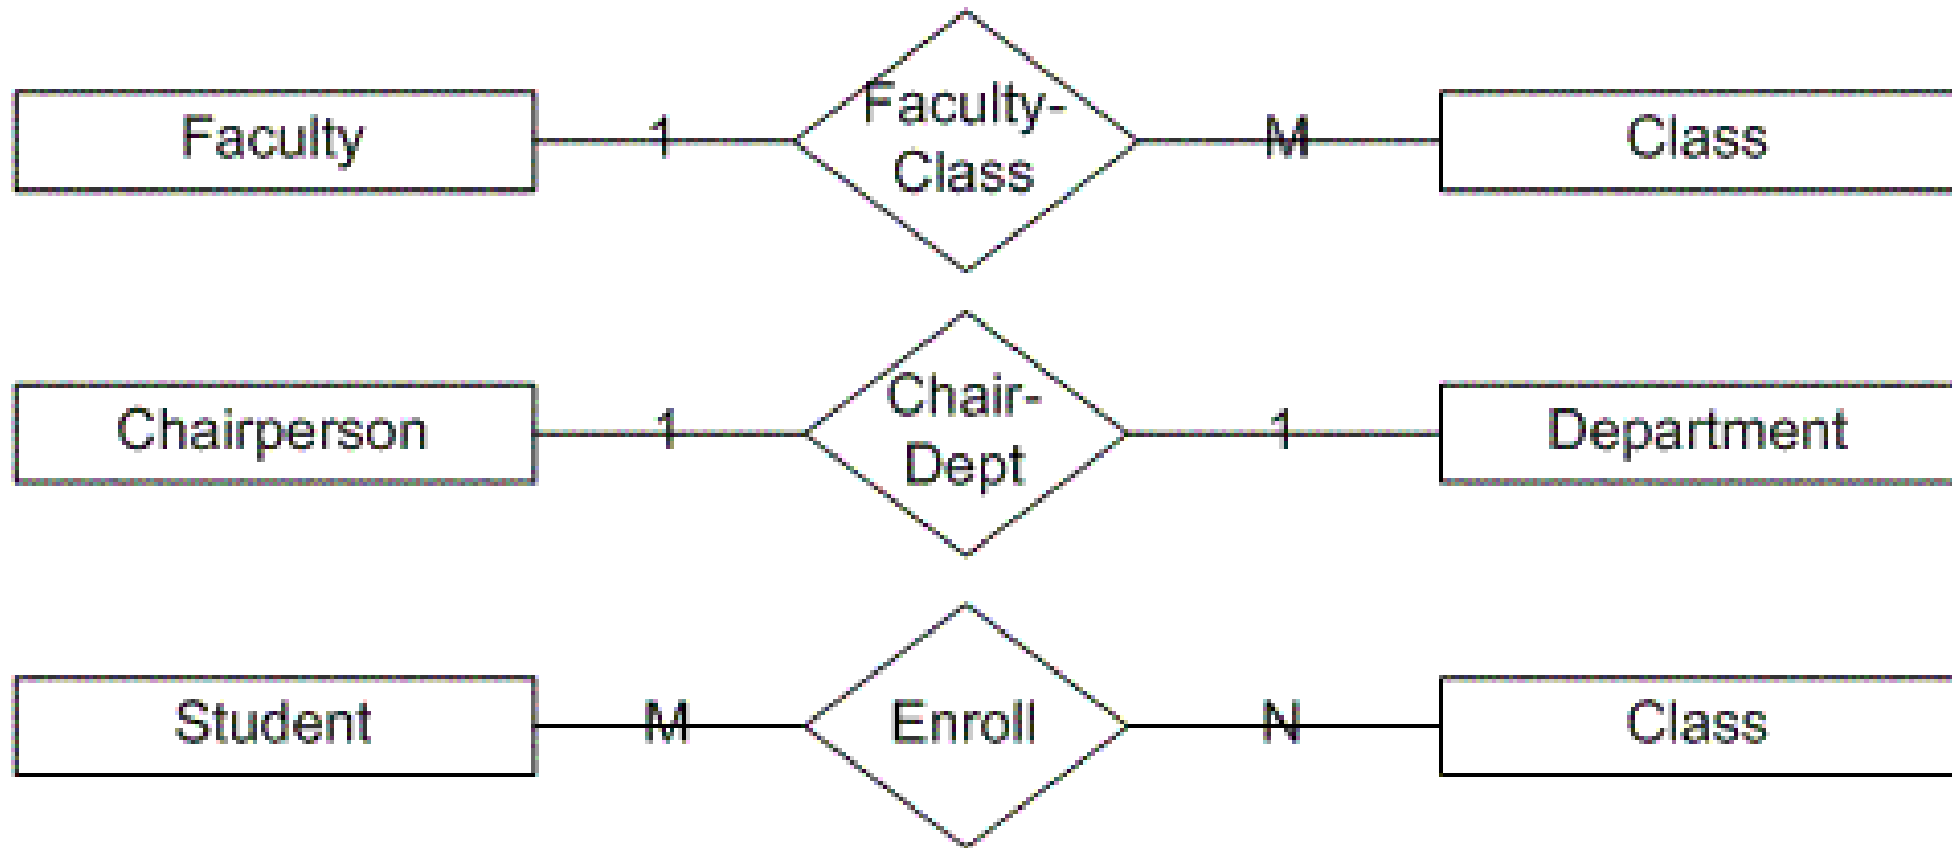 Faculty
1
Faculty-
Class
M
Class
Chairperson
1
Chair-
Dept
1
Department
Student
M
Enroll
N
Class